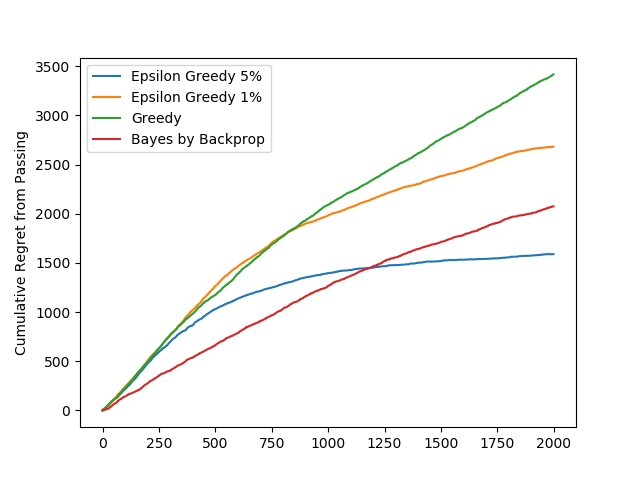 Epsilon Greedy 5%
Epsilon Greedy 1%
Greedy
Bayes by Backprop
Cumulative Regret from Passing
3500
3000
2500
2000
1500
1000
500
0
0 250 500 750 1000 1250 1500 1750 2000